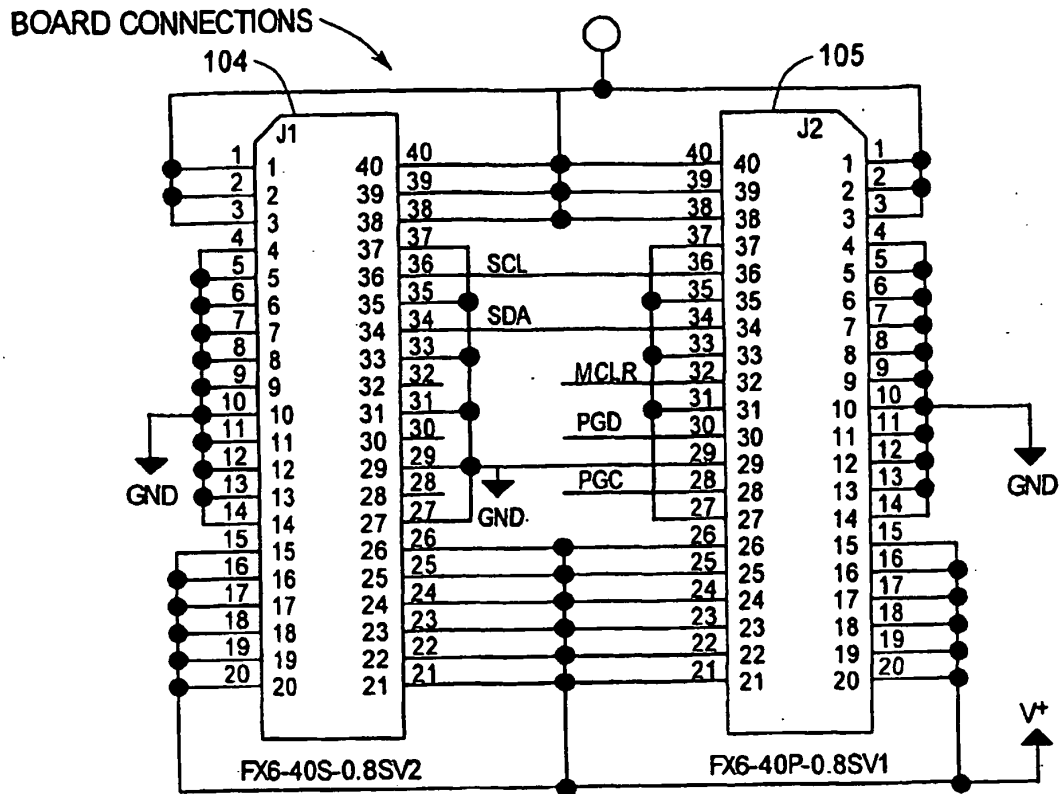 BOARD CONNECTIONS
104
105
J1
J2
1 1 40 40
2 2 39 39
3 3 38 38
4 4 37 37
5 5 36 36 SCL
6 6 35 35
7 7 34 34 SDA
8 8 33 33
9 9 32 32
10 10 31 31
11 11 30 30
12 12 29 29
13 13 28 28
14 14 27 27
15 15 26 26
16 16 25 25
17 17 24 24
18 18 23 23
19 19 22 22
20 20 21 21
GND
GND
40 40 1 1
39 39 2 2
38 38 3 3
37 37 4 4
36 36 5 5
35 35 6 6
34 34 7 7
33 33 8 8
MCLR 32 32 9 9
31 31 10 10
PGD 30 30 11 11
29 29 12 12
PGC 28 28 13 13
27 27 14 14
26 26 15 15
25 25 16 16
24 24 17 17
23 23 18 18
22 22 19 19
21 21 20 20
GND
V+
FX6-40S-0.8SV2
FX6-40P-0.8SV1